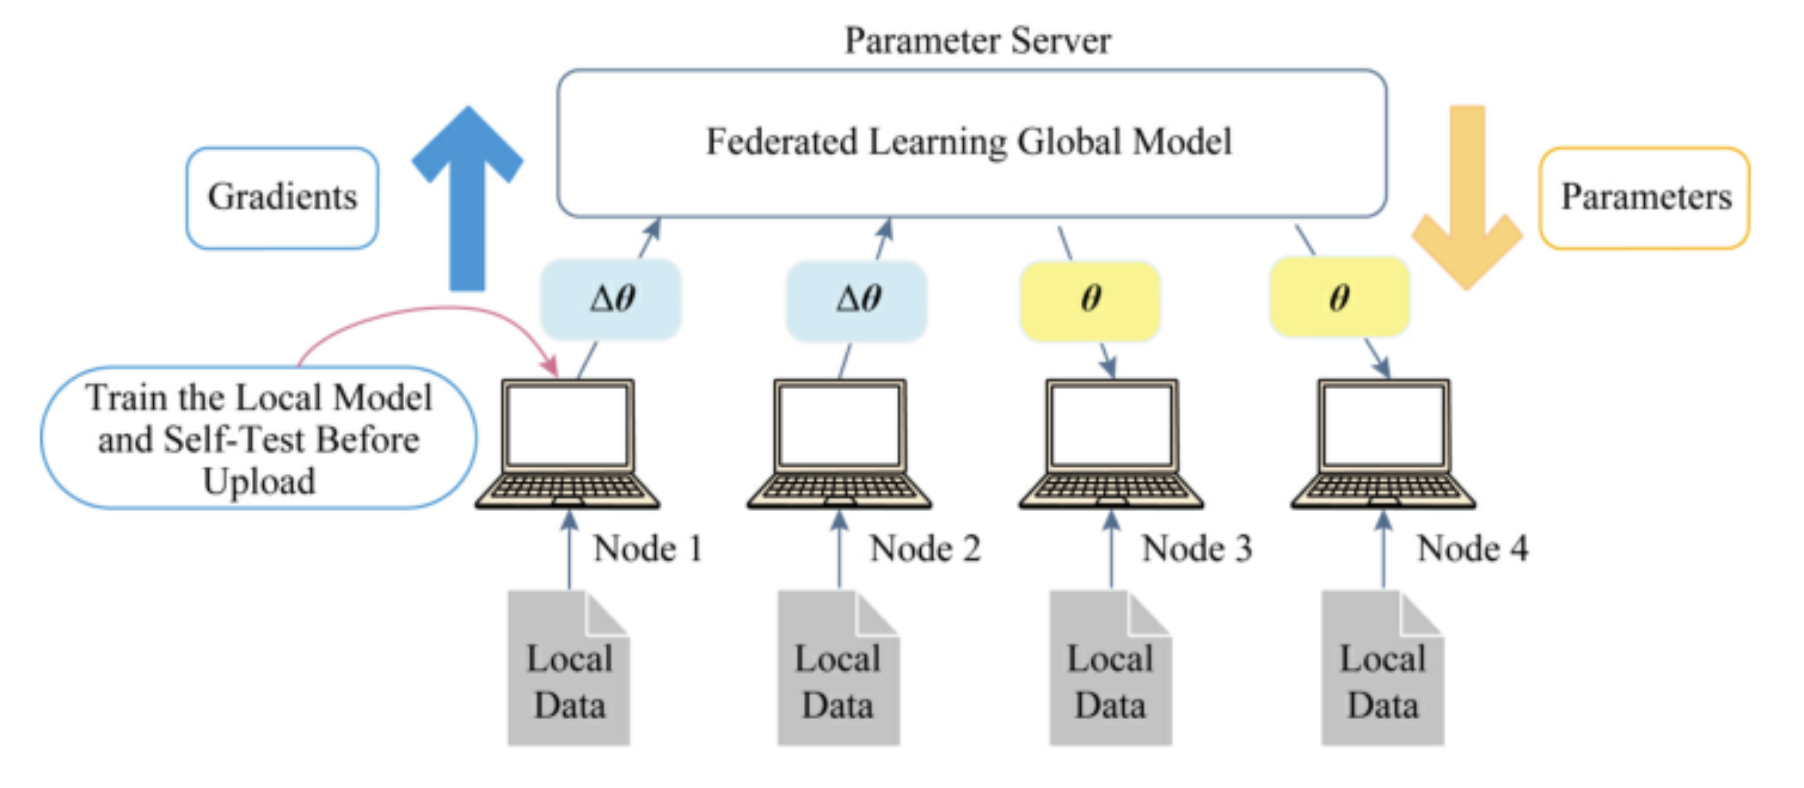 Parameter Server
Federated Learning Global Model
Gradients
Parameters
Δθ
Δθ
θ
θ
Train the Local Model
and Self-Test Before
Upload
Node 1
Node 2
Node 3
Node 4
Local
Data
Local
Data
Local
Data
Local
Data